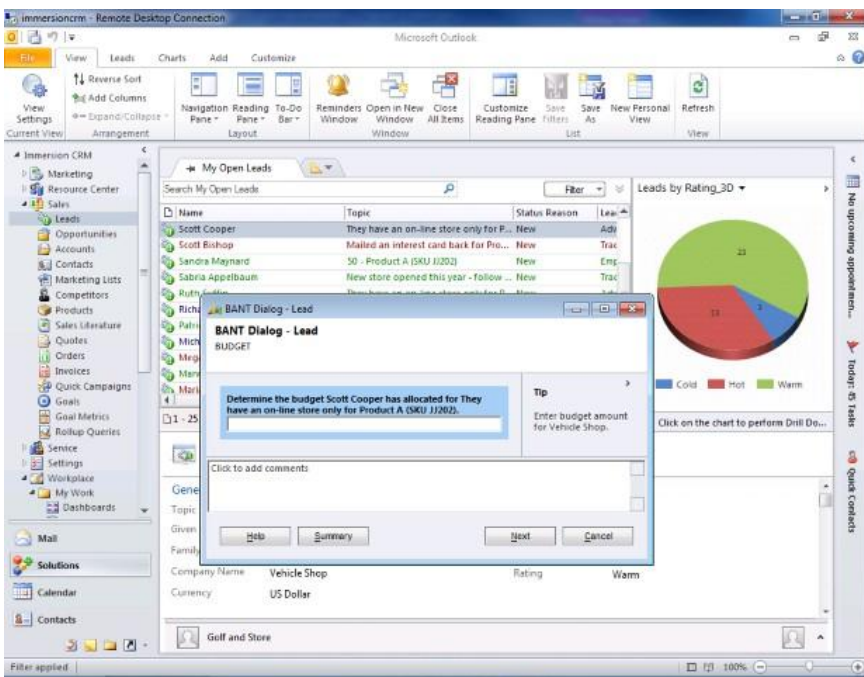 immersioncrm - Remote Desktop Connection
Microsoft Outlook
File View Leads Charts Add Customize
View Settings
Reverse Sort
Add Columns
Expand/Collapse
Navigation Pane
Reading Pane
To-Do Bar
Reminders Window
Open in New Window
Close All Items
Customize Reading Pane
Save Filters
Save As
New Personal View
Refresh
Current View Arrangement Layout Window List View
Immersion CRM
Marketing
Resource Center
Sales
Leads
Opportunities
Accounts
Contacts
Marketing Lists
Competitors
Products
Sales Literature
Quotes
Orders
Invoices
Quick Campaigns
Goals
Goal Metrics
Rollup Queries
Service
Settings
Workplace
My Work
Dashboards
Mail
Solutions
Calendar
Contacts
My Open Leads
Search My Open Leads
Filter
Name Topic Status Reason
Scott Cooper They have an on-line store only for P... New
Scott Bishop Mailed an interest card back for Pro... New
Sandra Maynard 50 - Product A (SKU JJ202) New
Sabria Appelbaum New store opened this year - follow ... New
1 - 25
Leads by Rating_3D
23
13
3
Cold Hot Warm
Click on the chart to perform Drill Do...
BANT Dialog - Lead
BANT Dialog - Lead
BUDGET
Determine the budget Scott Cooper has allocated for They
have an on-line store only for Product A (SKU JJ202).
Tip
Enter budget amount
for Vehicle Shop.
Click to add comments
Help Summary Next Cancel
Topic
Given
Family
Company Name Vehicle Shop Rating Warm
Currency US Dollar
Golf and Store
No upcoming appointmen...
Today: 45 Tasks
Quick Contacts
Filter applied
100%